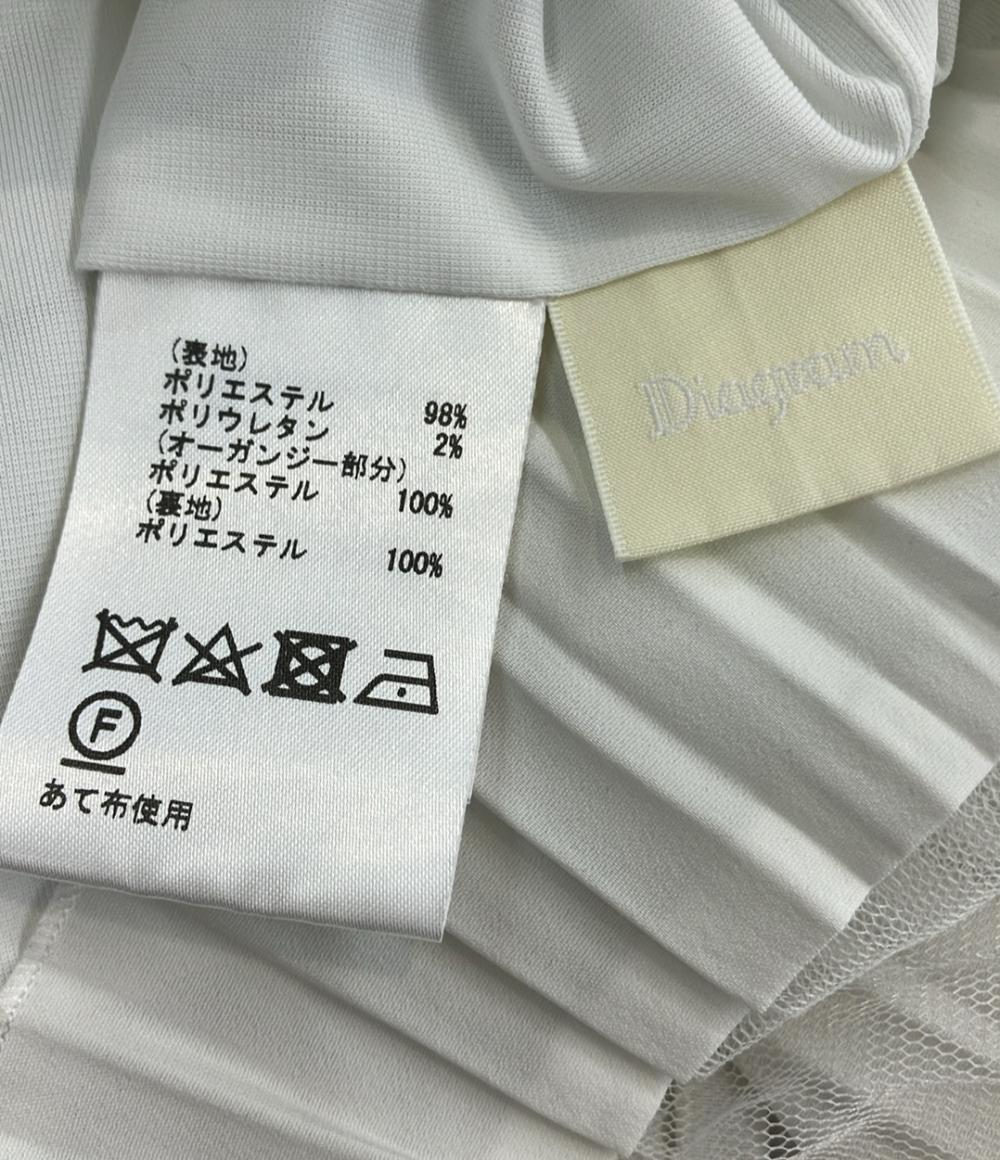 (表地)
ポリエステル 98%
ポリウレタン 2%
(オーガンジー部分)
ポリエステル 100%
(裏地)
ポリエステル 100%
F
あて布使用
Diagram